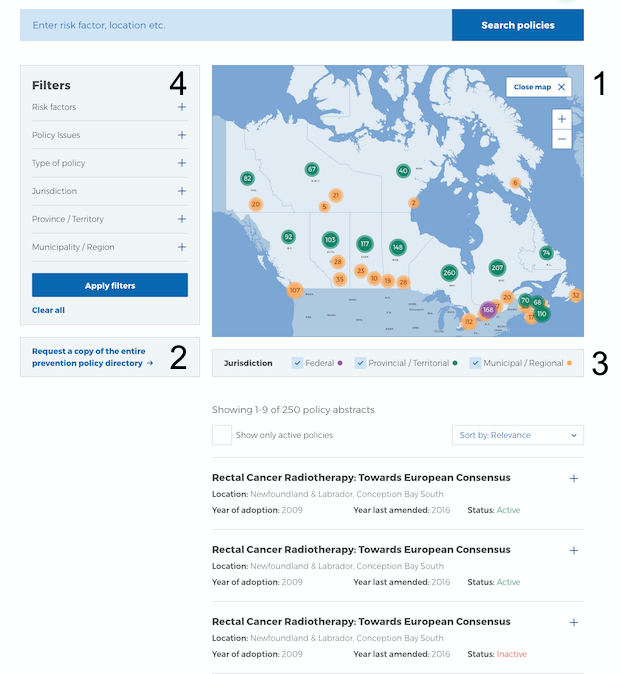 Enter risk factor, location etc.
Search policies
Filters
4
Risk factors
Policy Issues
Type of policy
Jurisdiction
Province / Territory
Municipality / Region
Apply filters
Clear all
Request a copy of the entire
prevention policy directory →
2
Close map
1
+
−
82
67
40
6
20
21
5
2
92
103
117
148
260
207
74
28
35
23
10
28
107
20
70
68
32
168
112
110
Jurisdiction
Federal
Provincial / Territorial
Municipal / Regional
3
Showing 1-9 of 250 policy abstracts
Show only active policies
Sort by: Relevance
Rectal Cancer Radiotherapy: Towards European Consensus
Location: Newfoundland & Labrador, Conception Bay South
Year of adoption: 2009 Year last amended: 2016 Status: Active
Rectal Cancer Radiotherapy: Towards European Consensus
Location: Newfoundland & Labrador, Conception Bay South
Year of adoption: 2009 Year last amended: 2016 Status: Active
Rectal Cancer Radiotherapy: Towards European Consensus
Location: Newfoundland & Labrador, Conception Bay South
Year of adoption: 2009 Year last amended: 2016 Status: Inactive